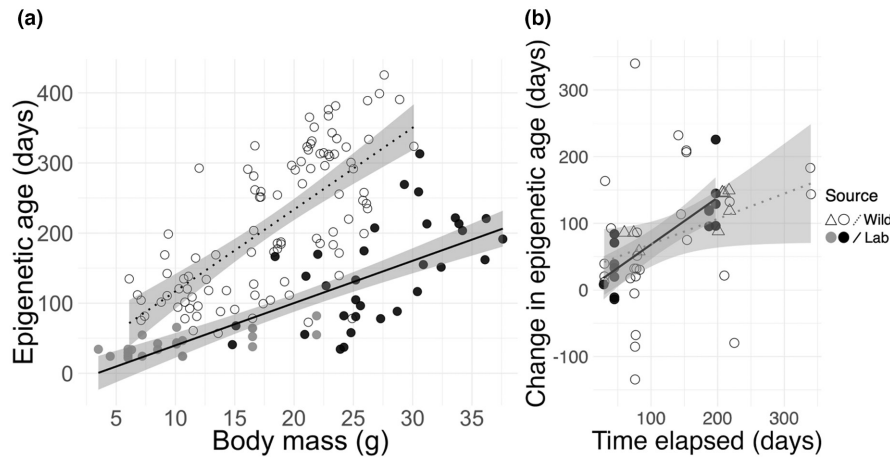 (a)
Epigenetic age (days)
400
300
200
100
0
5 10 15 20 25 30 35
Body mass (g)
(b)
Change in epigenetic age (days)
300
200
100
0
-100
100 200 300
Time elapsed (days)
Source
Wild
Lab